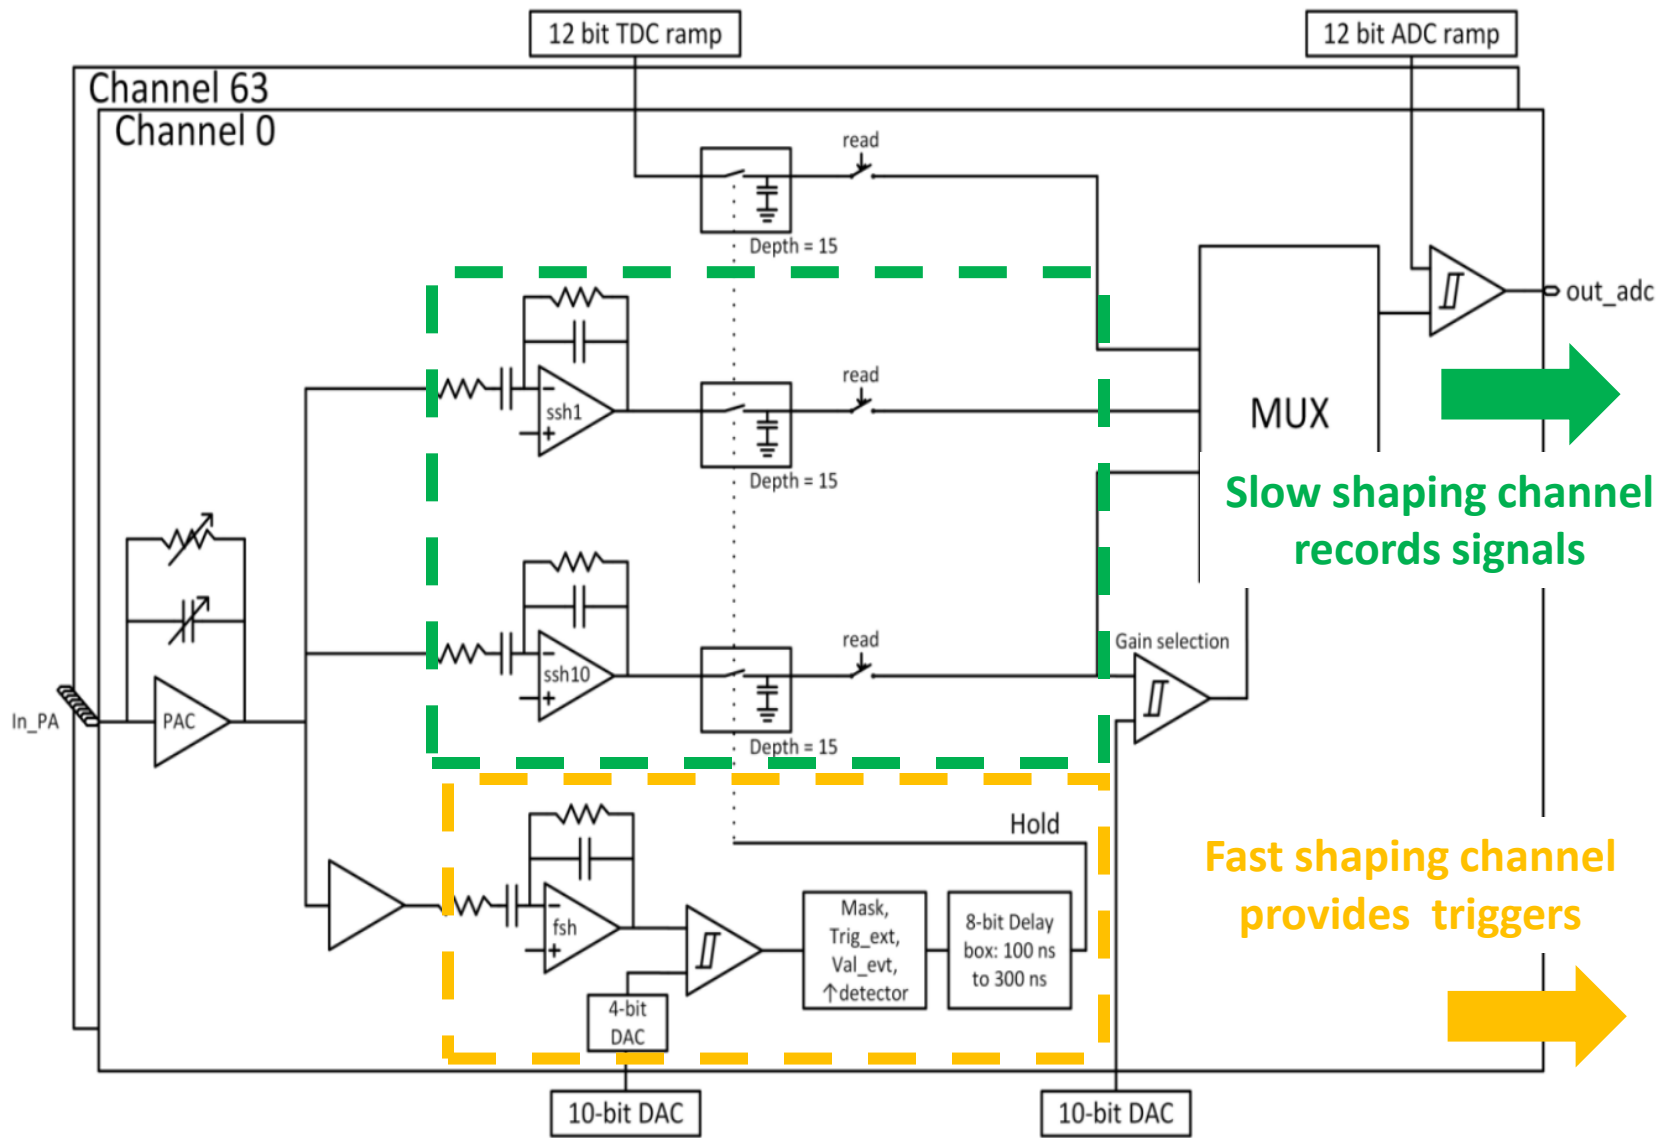 12 bit TDC ramp
12 bit ADC ramp
Channel 63
Channel 0
read
Depth = 15
out_adc
read
ssh1
MUX
Depth = 15
Slow shaping channel
records signals
read
Gain selection
ssh10
In_PA
PAC
Depth = 15
Hold
Fast shaping channel
provides triggers
fsh
Mask,
Trig_ext,
Val_evt,
↑detector
8-bit Delay
box: 100 ns
to 300 ns
4-bit
DAC
10-bit DAC
10-bit DAC